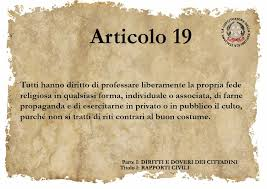 Articolo 19
Tutti hanno diritto di professare liberamente la propria fede
religiosa in qualsiasi forma, individuale o associata, di farne
propaganda e di esercitarne in privato o in pubblico il culto,
purché non si tratti di riti contrari al buon costume.
Parte I: DIRITTI E DOVERI DEI CITTADINI
Titolo I: RAPPORTI CIVILI